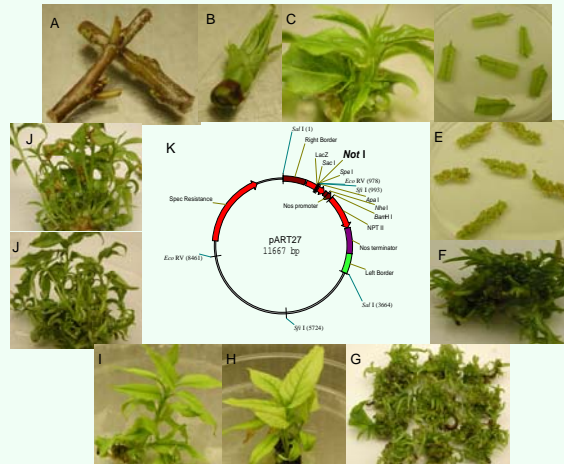 A
B
C
J
K
E
Sal I (1)
Right Border
LacZ
Not I
Sac I
Spe I
Eco RV (978)
Sfi I (993)
Apa I
Nhe I
BamH I
Nos promoter
NPT II
Spec Resistance
pART27
11667 bp
Nos terminator
Left Border
Eco RV (8461)
Sal I (3664)
Sfi I (5724)
J
F
I
H
G